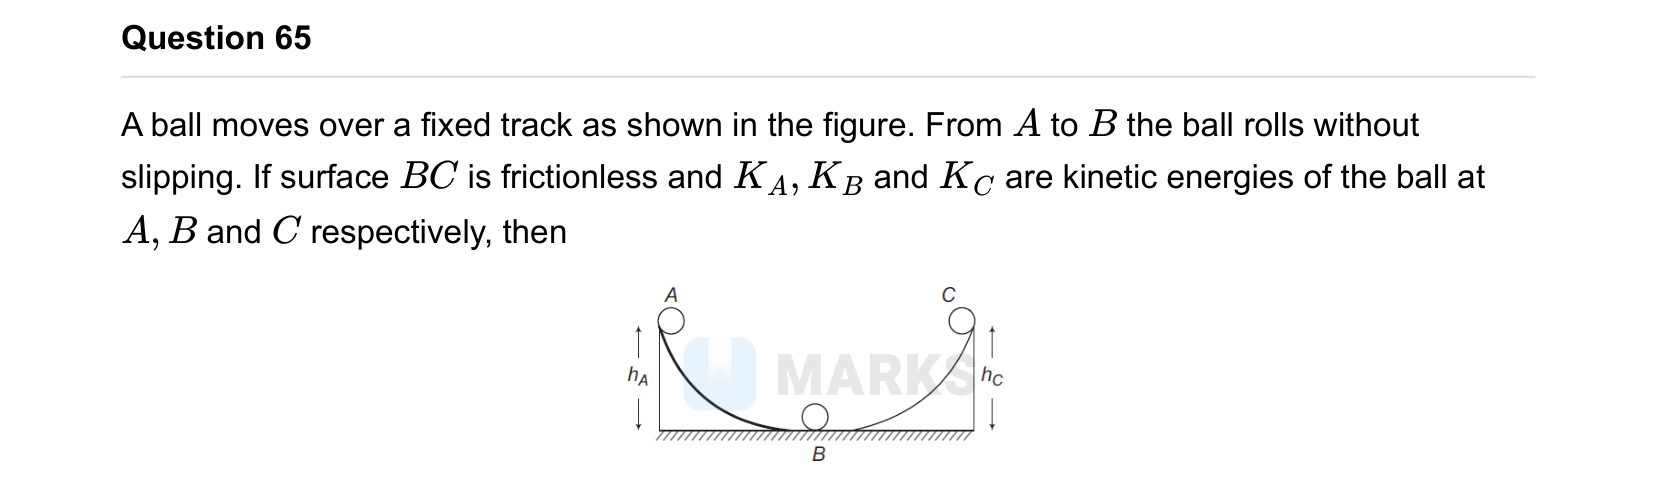 Question 65
A ball moves over a fixed track as shown in the figure. From A to B the ball rolls without
slipping. If surface BC is frictionless and K_A, K_B and K_C are kinetic energies of the ball at
A, B and C respectively, then
A
C
MARKS
h_A
h_C
B